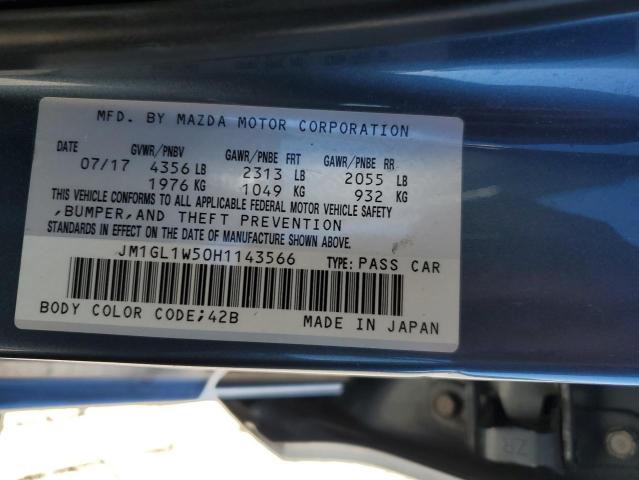 MFD. BY MAZDA MOTOR CORPORATION
DATE GVWR/PNBV GAWR/PNBE FRT GAWR/PNBE RR
07/17 4356 LB 2313 LB 2055 LB
1976 KG 1049 KG 932 KG
THIS VEHICLE CONFORMS TO ALL APPLICABLE FEDERAL MOTOR VEHICLE SAFETY
,BUMPER,AND THEFT PREVENTION
STANDARDS IN EFFECT ON THE DATE OF MANUFACTURE SHOWN ABOVE.
JM1GL1W50H1143566 TYPE: PASS CAR
BODY COLOR CODE;42B MADE IN JAPAN
ZR